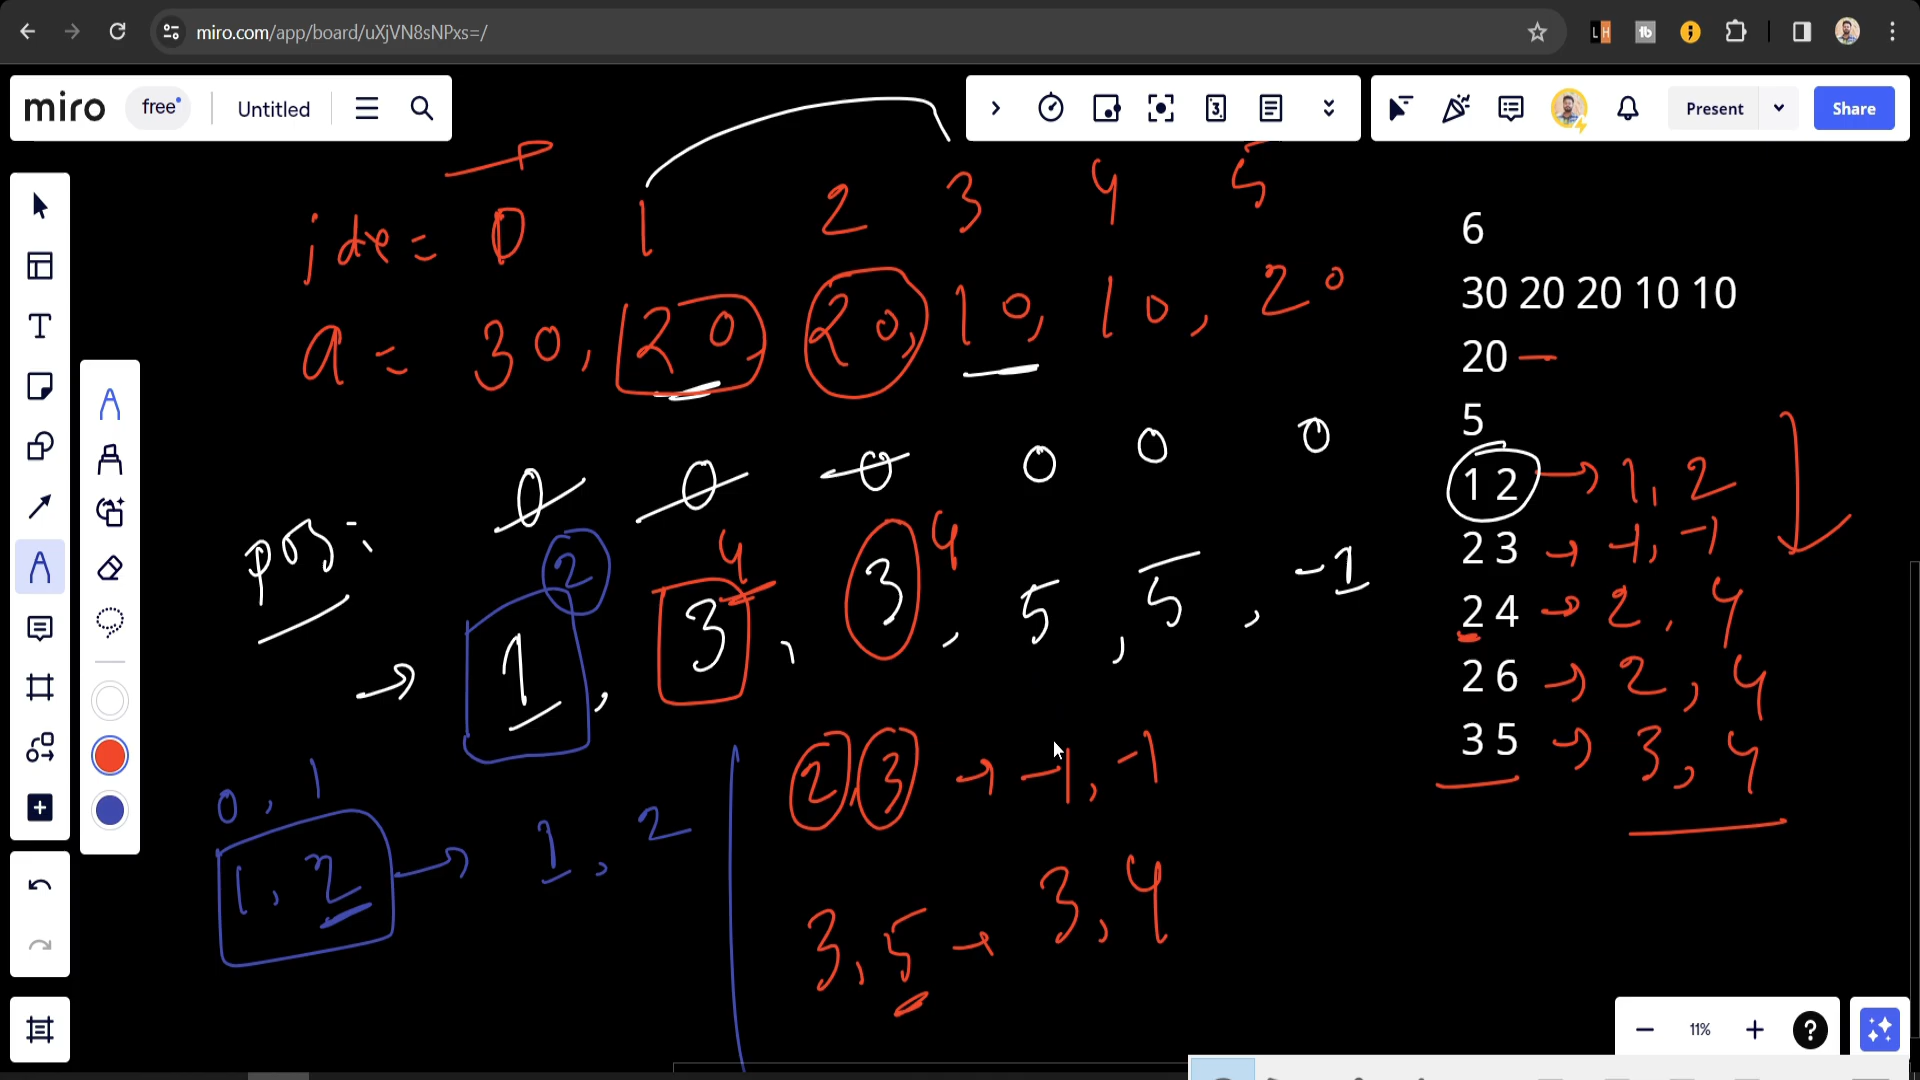 miro.com/app/board/uXjVN8sNPxs=/
miro free Untitled
Present Share
idx = 0 1 2 3 4 5
a = 30, 20, 20, 10, 10, 20
pos: 0 0 0 0 0 0
2 4 4
→ 1, 3, 3, 5, 5, -1
0, 1
1, 2 → 1, 2
2, 3 → -1, -1
3, 5 → 3, 4
6
30 20 20 10 10
20
5
1 2 → 1, 2
2 3 → -1, -1
2 4 → 2, 4
2 6 → 2, 4
3 5 → 3, 4
11%